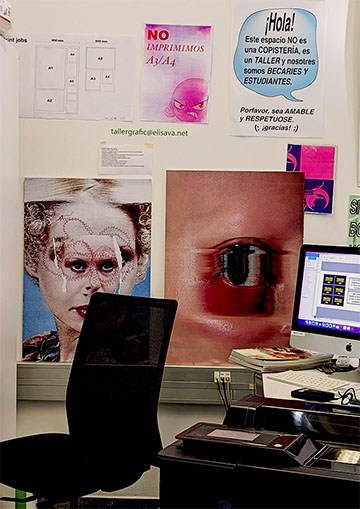 print jobs
A1
A2
A3
A4
NO
IMPRIMIMOS
A3/A4
¡Hola!
Este espacio NO es
una COPISTERÍA, es
un TALLER y nosotres
somos BECARIES y
ESTUDIANTES.
Porfavor, sea AMABLE
y RESPETUOSE.
(: ¡gracias! :)
tallergrafic@elisava.net